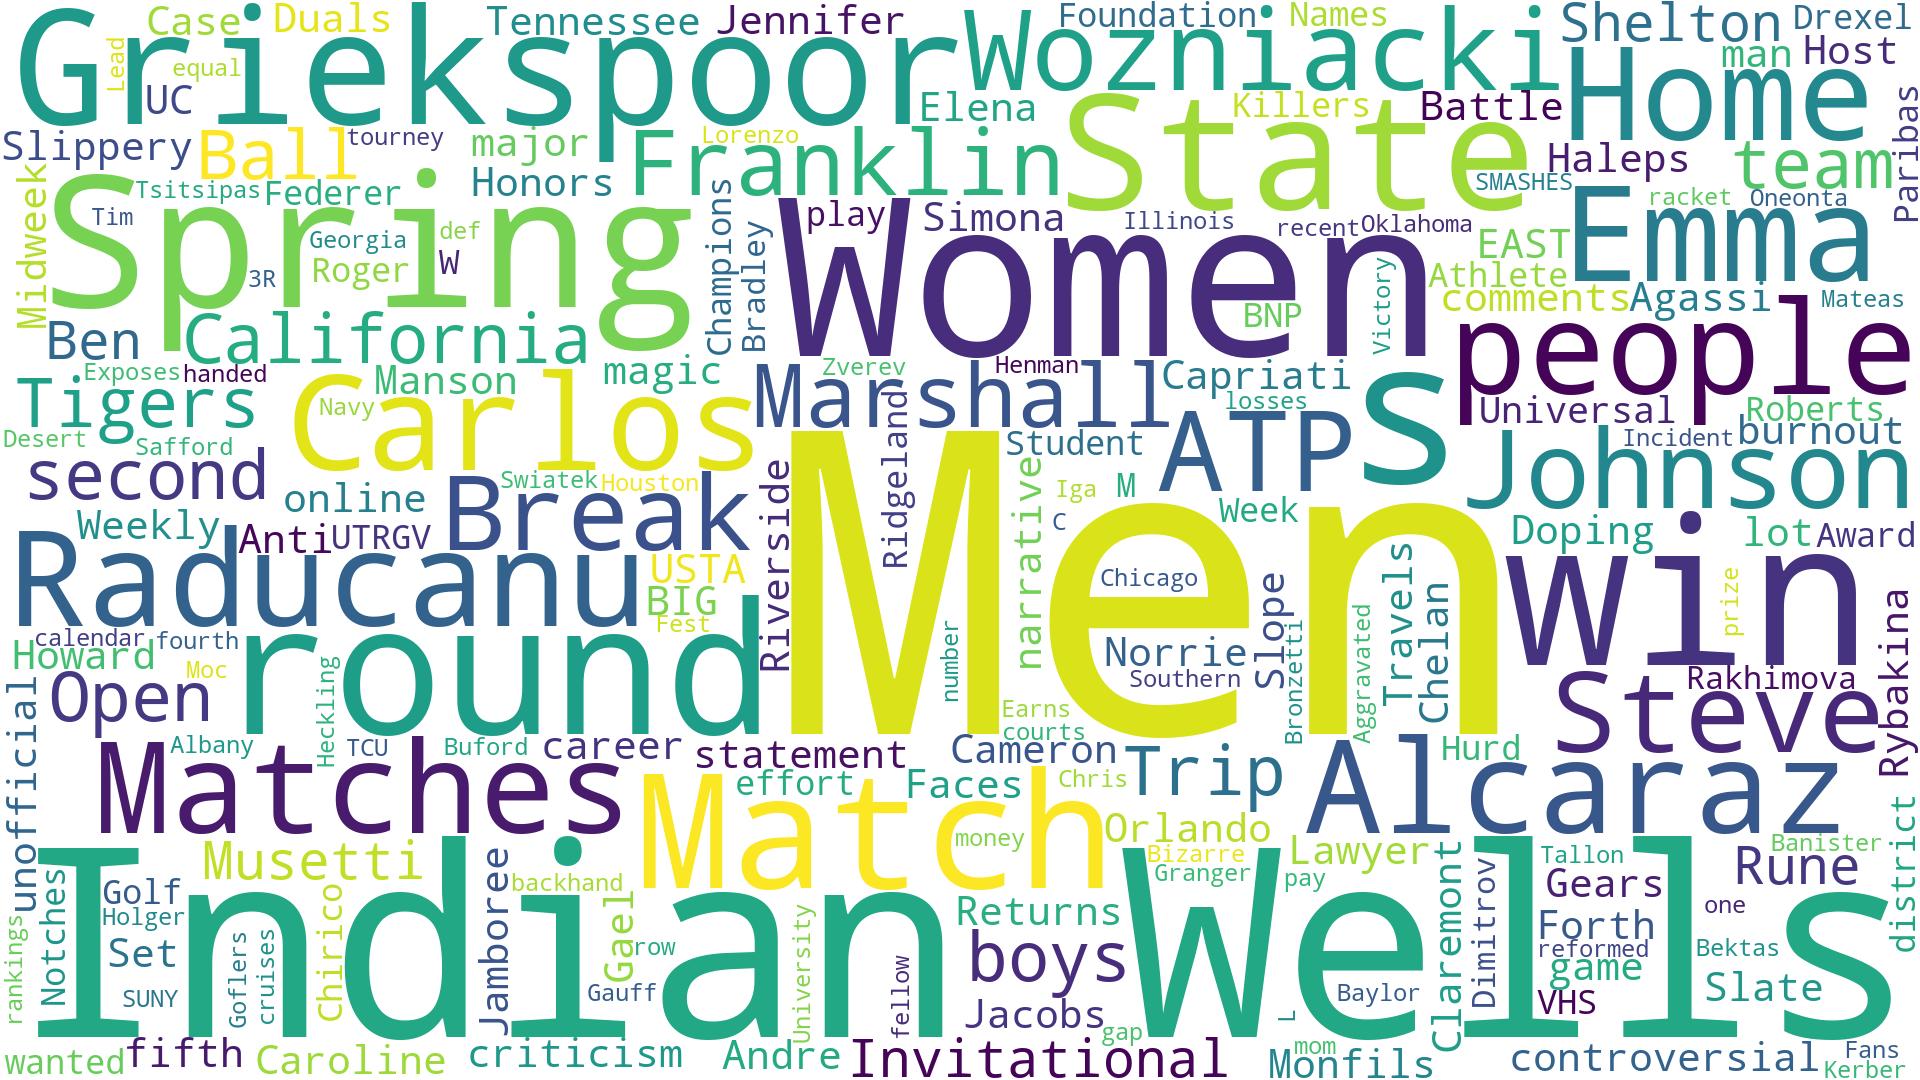 Griekspoor
Case
Duals
Tennessee
Jennifer
Wozniacki
Foundation
Names
Shelton
Drexel
Lead
equal
UC
Elena
Killers
Battle
Home
man
Host
Paribas
Slippery
Ball
tourney
major
Franklin
Lorenzo
State
Haleps
team
Midweek
Spring
Tsitsipas
Federer
Honors
Champions
Women
play
Simona
Illinois
recent
Oklahoma
SMASHES
Emma
racket
Oneonta
Tim
Georgia
def
3R
Roger
W
Bradley
EAST
Athlete
BNP
Victory
comments
Agassi
Mateas
Ben
California
people
Exposes
handed
Manson
magic
Zverev
Henman
Marshall
Capriati
losses
s
Tigers
Navy
Carlos
Universal
Roberts
Desert
Safford
Ridgeland
Student
ATP
Johnson
Incident
burnout
second
online
Swiatek
Houston
Break
Riverside
Men
narrative
Iga
M
C
Week
Weekly
Anti
UTRGV
Doping
lot
Award
Raducanu
USTA
BIG
Fest
Chicago
Slope
Travels
Chelan
win
prize
calendar
fourth
Howard
Moc
round
number
Norrie
Southern
Bronzetti
Aggravated
Rakhimova
Rybakina
unofficial
Open
Heckling
Earns
courts
Steve
Albany
TCU
Buford
career
statement
Cameron
Trip
Hurd
Matches
Match
effort
Faces
Chris
Alcaraz
district
Musetti
money
Orlando
Bizarre
Granger
Lawyer
pay
Claremont
Tallon
Banister
Rune
Gears
Notches
Golf
Holger
Chirico
Jamboree
backhand
Gael
Returns
Wells
Dimitrov
one
Forth
rankings
Set
SUNY
Goflers
cruises
Indian
row
Gauff
University
fellow
boys
Baylor
reformed
game
Bektas
Slate
VHS
Jacobs
gap
L
wanted
fifth
Caroline
criticism
Andre
Invitational
mom
Monfils
controversial
Fans
Kerber